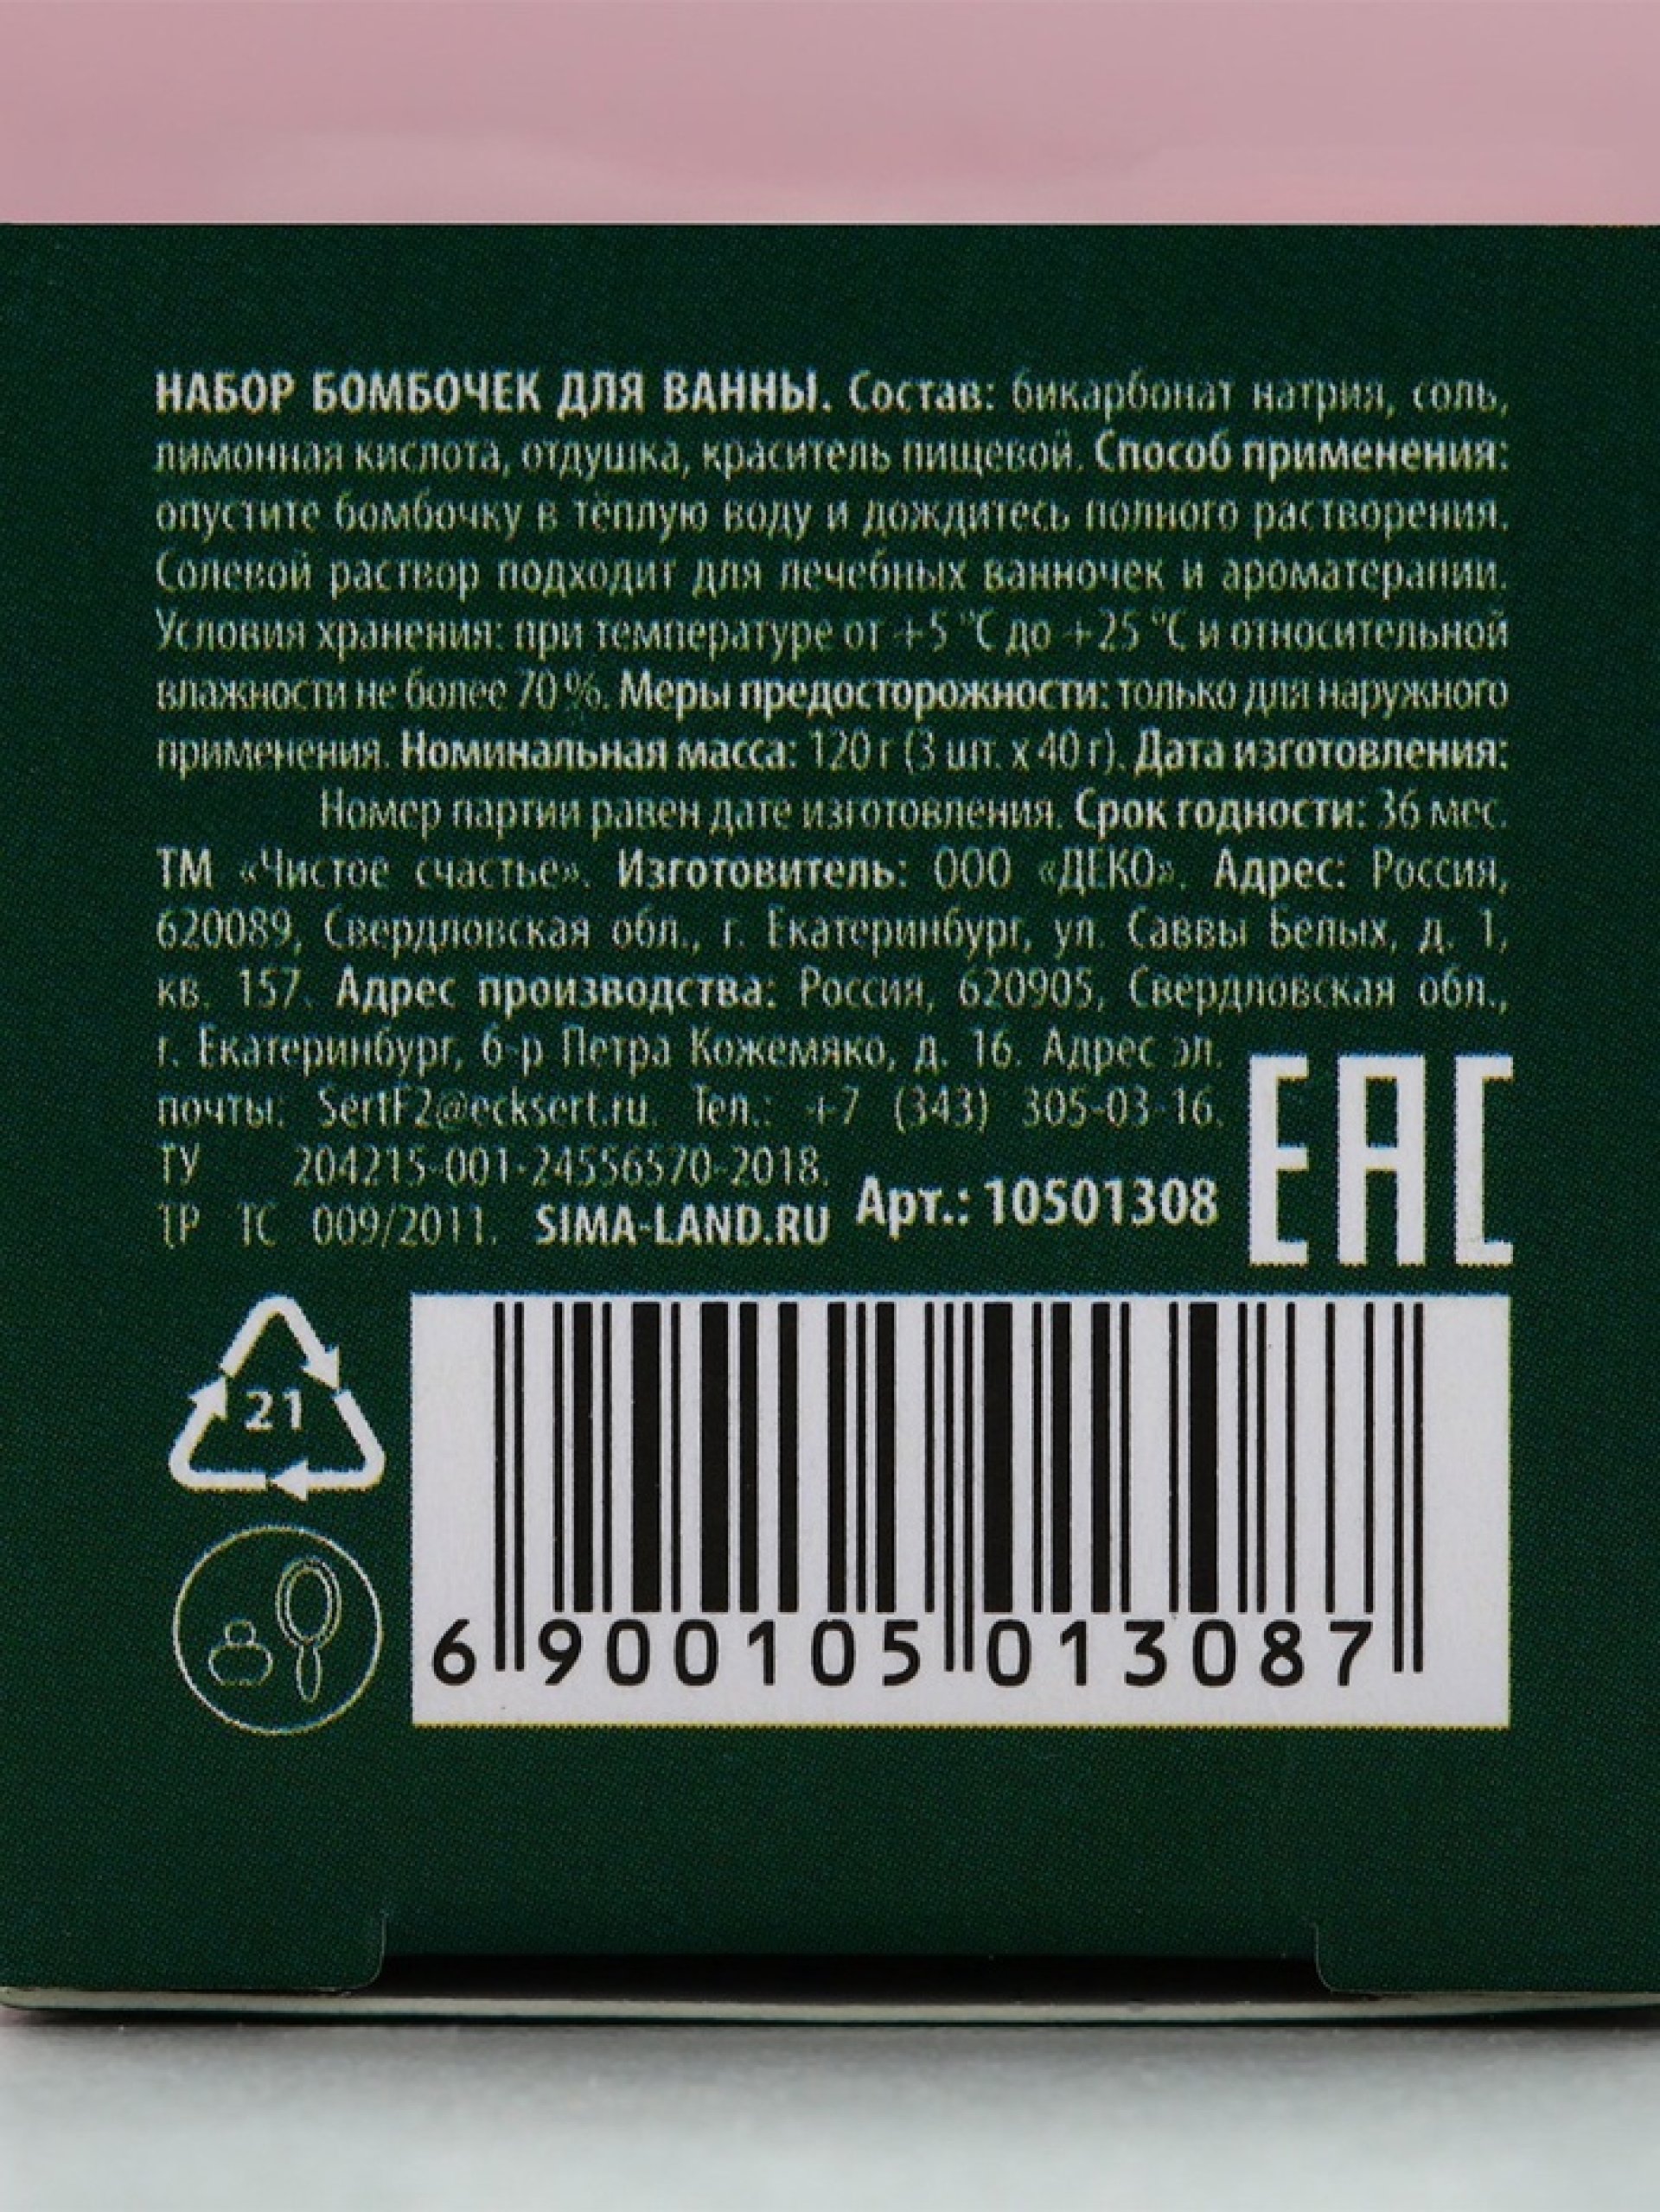 НАБОР БОМБОЧЕК ДЛЯ ВАННЫ. Состав: бикарбонат натрия, соль,
лимонная кислота, отдушка, краситель пищевой. Способ применения:
опустите бомбочку в тёплую воду и дождитесь полного растворения.
Солевой раствор подходит для лечебных ванночек и ароматерапии.
Условия хранения: при температуре от +5 °С до +25 °С и относительной
влажности не более 70 %. Меры предосторожности: только для наружного
применения. Номинальная масса: 120 г (3 шт. х 40 г). Дата изготовления:
Номер партии равен дате изготовления. Срок годности: 36 мес.
ТМ «Чистое счастье». Изготовитель: ООО «ДЕКО». Адрес: Россия,
620089, Свердловская обл., г. Екатеринбург, ул. Саввы Белых, д. 1,
кв. 157. Адрес производства: Россия, 620905, Свердловская обл.,
г. Екатеринбург, б-р Петра Кожемяко, д. 16. Адрес эл.
почты: SertF2@ecksert.ru. Тел.: +7 (343) 305-03-16.
ТУ 204215-001-24556570-2018.
ТР ТС 009/2011. SIMA-LAND.RU Арт.: 10501308
EAC
21
6 900105 013087